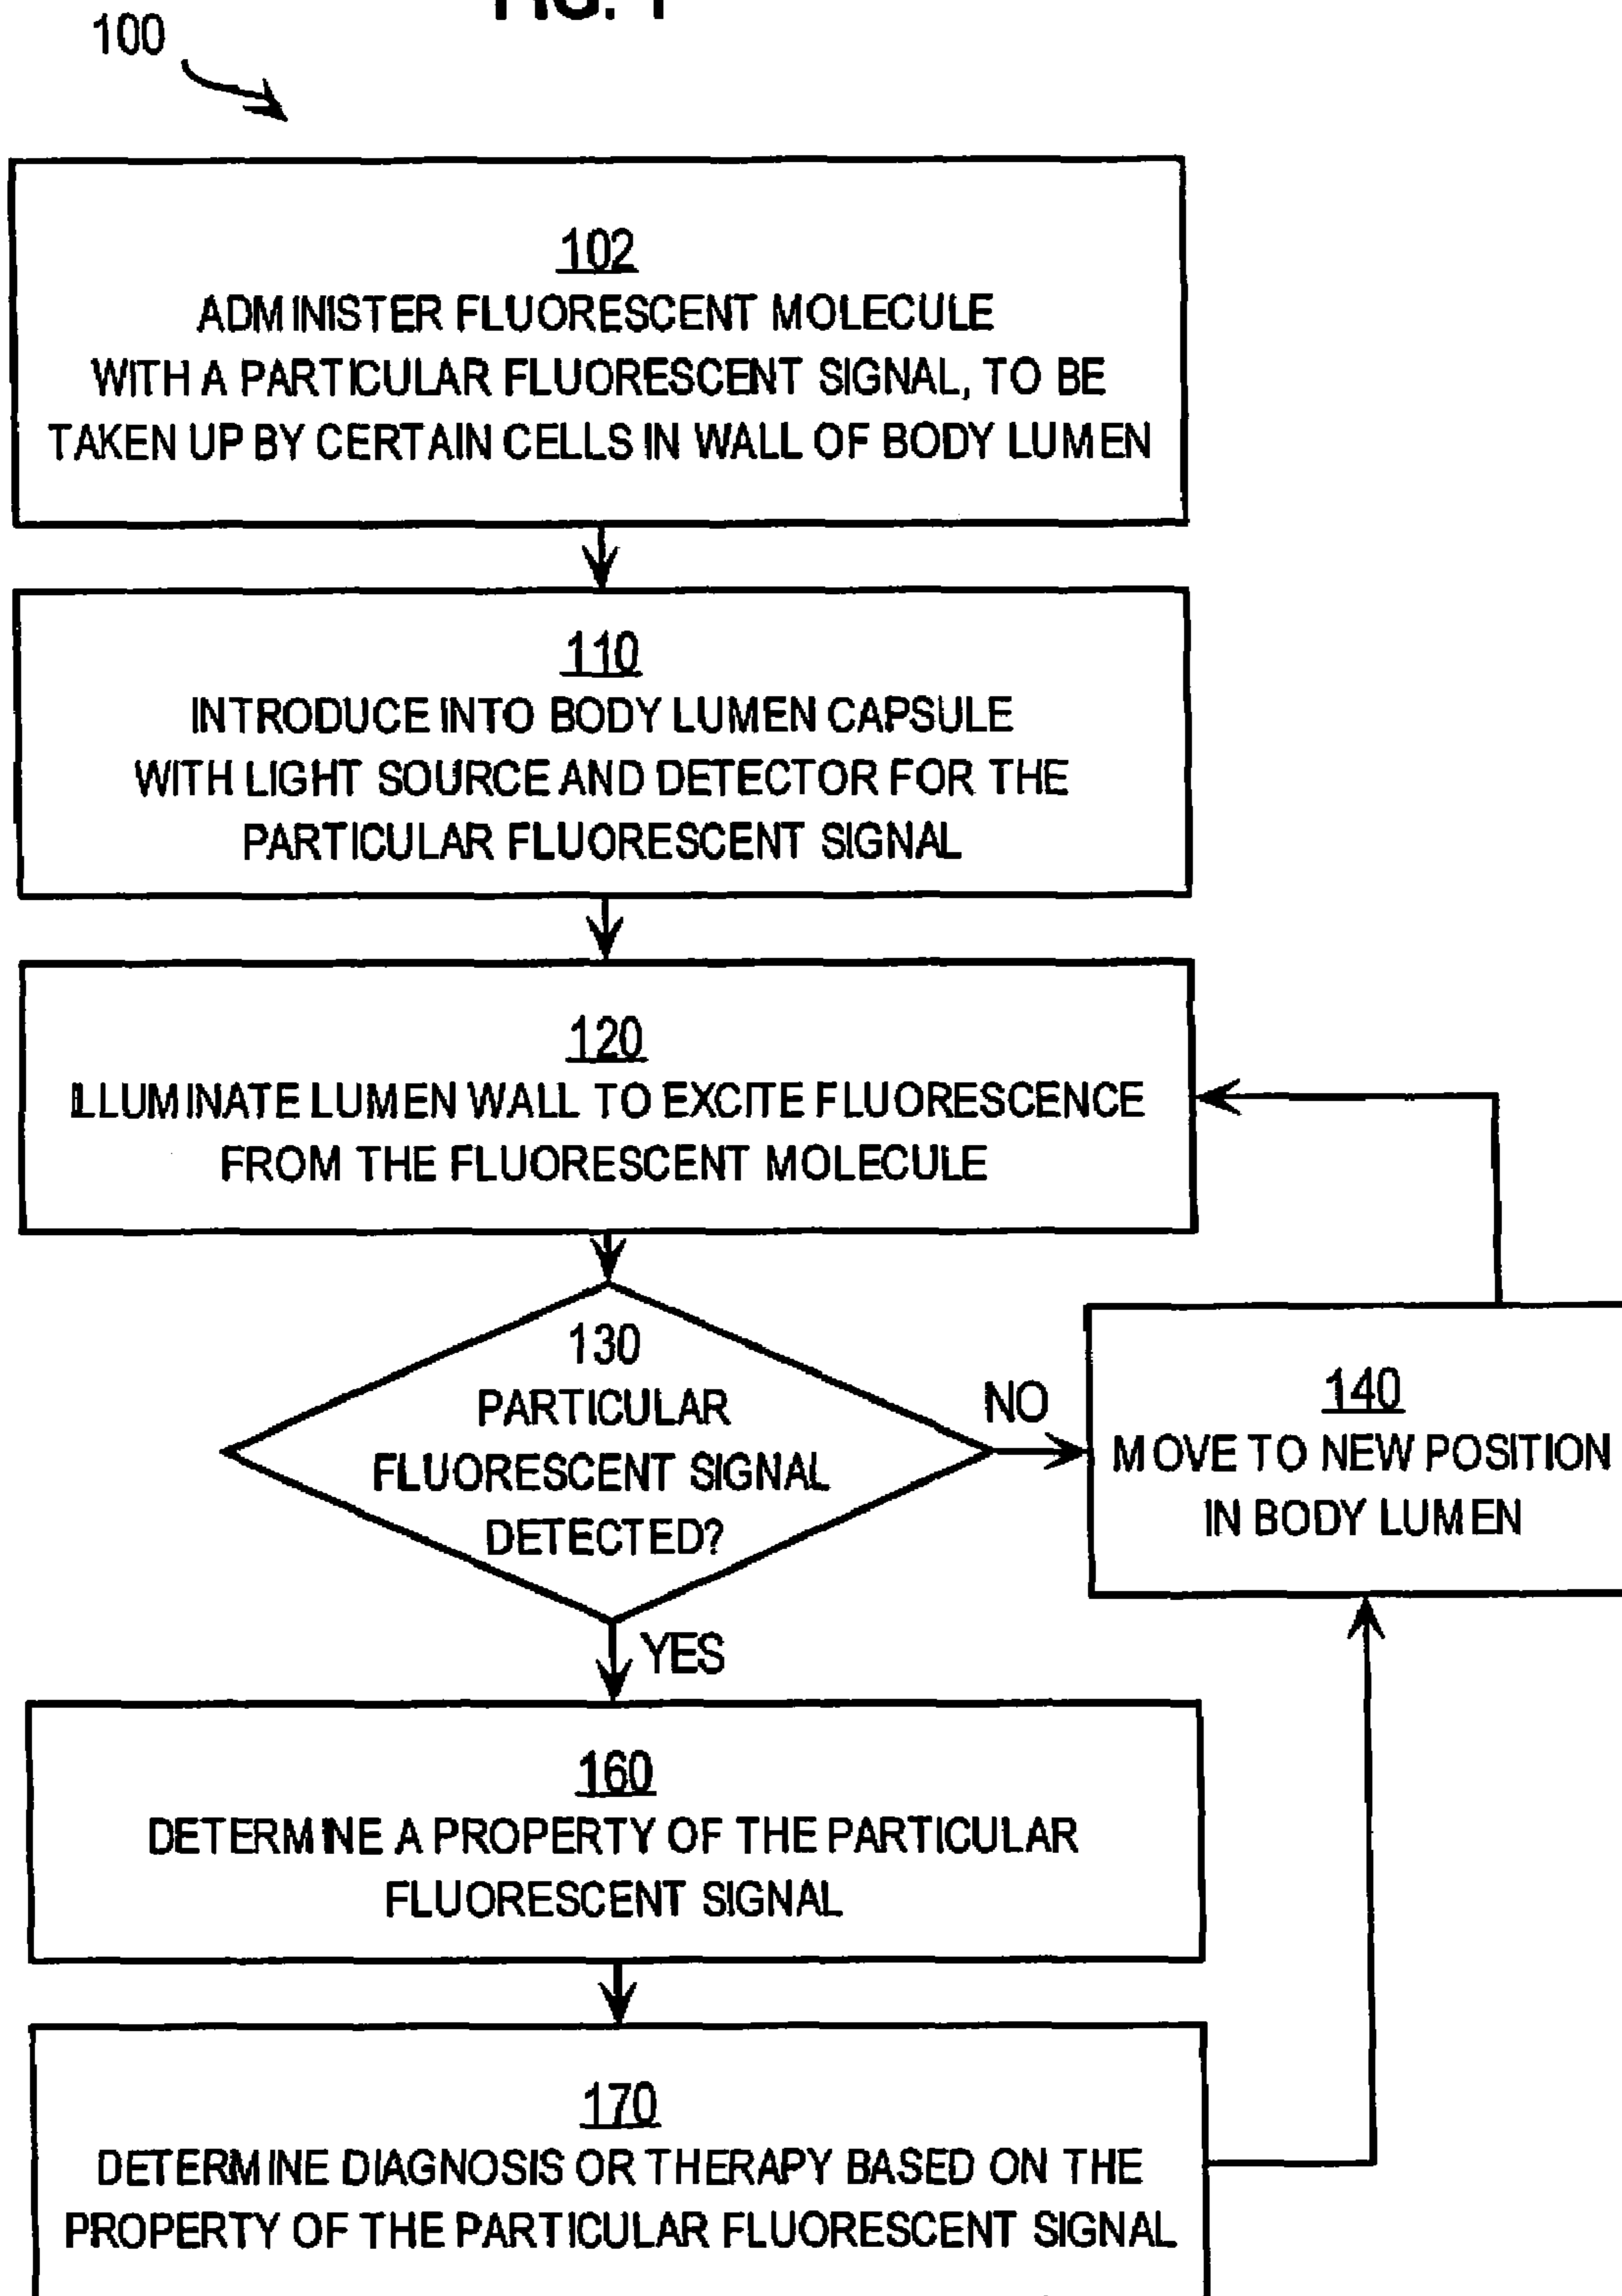 FIG. 1
100
102
ADMINISTER FLUORESCENT MOLECULE
WITH A PARTICULAR FLUORESCENT SIGNAL, TO BE
TAKEN UP BY CERTAIN CELLS IN WALL OF BODY LUMEN
110
INTRODUCE INTO BODY LUMEN CAPSULE
WITH LIGHT SOURCE AND DETECTOR FOR THE
PARTICULAR FLUORESCENT SIGNAL
120
ILLUMINATE LUMEN WALL TO EXCITE FLUORESCENCE
FROM THE FLUORESCENT MOLECULE
130
PARTICULAR
FLUORESCENT SIGNAL
DETECTED?
NO
140
MOVE TO NEW POSITION
IN BODY LUMEN
YES
160
DETERMINE A PROPERTY OF THE PARTICULAR
FLUORESCENT SIGNAL
170
DETERMINE DIAGNOSIS OR THERAPY BASED ON THE
PROPERTY OF THE PARTICULAR FLUORESCENT SIGNAL